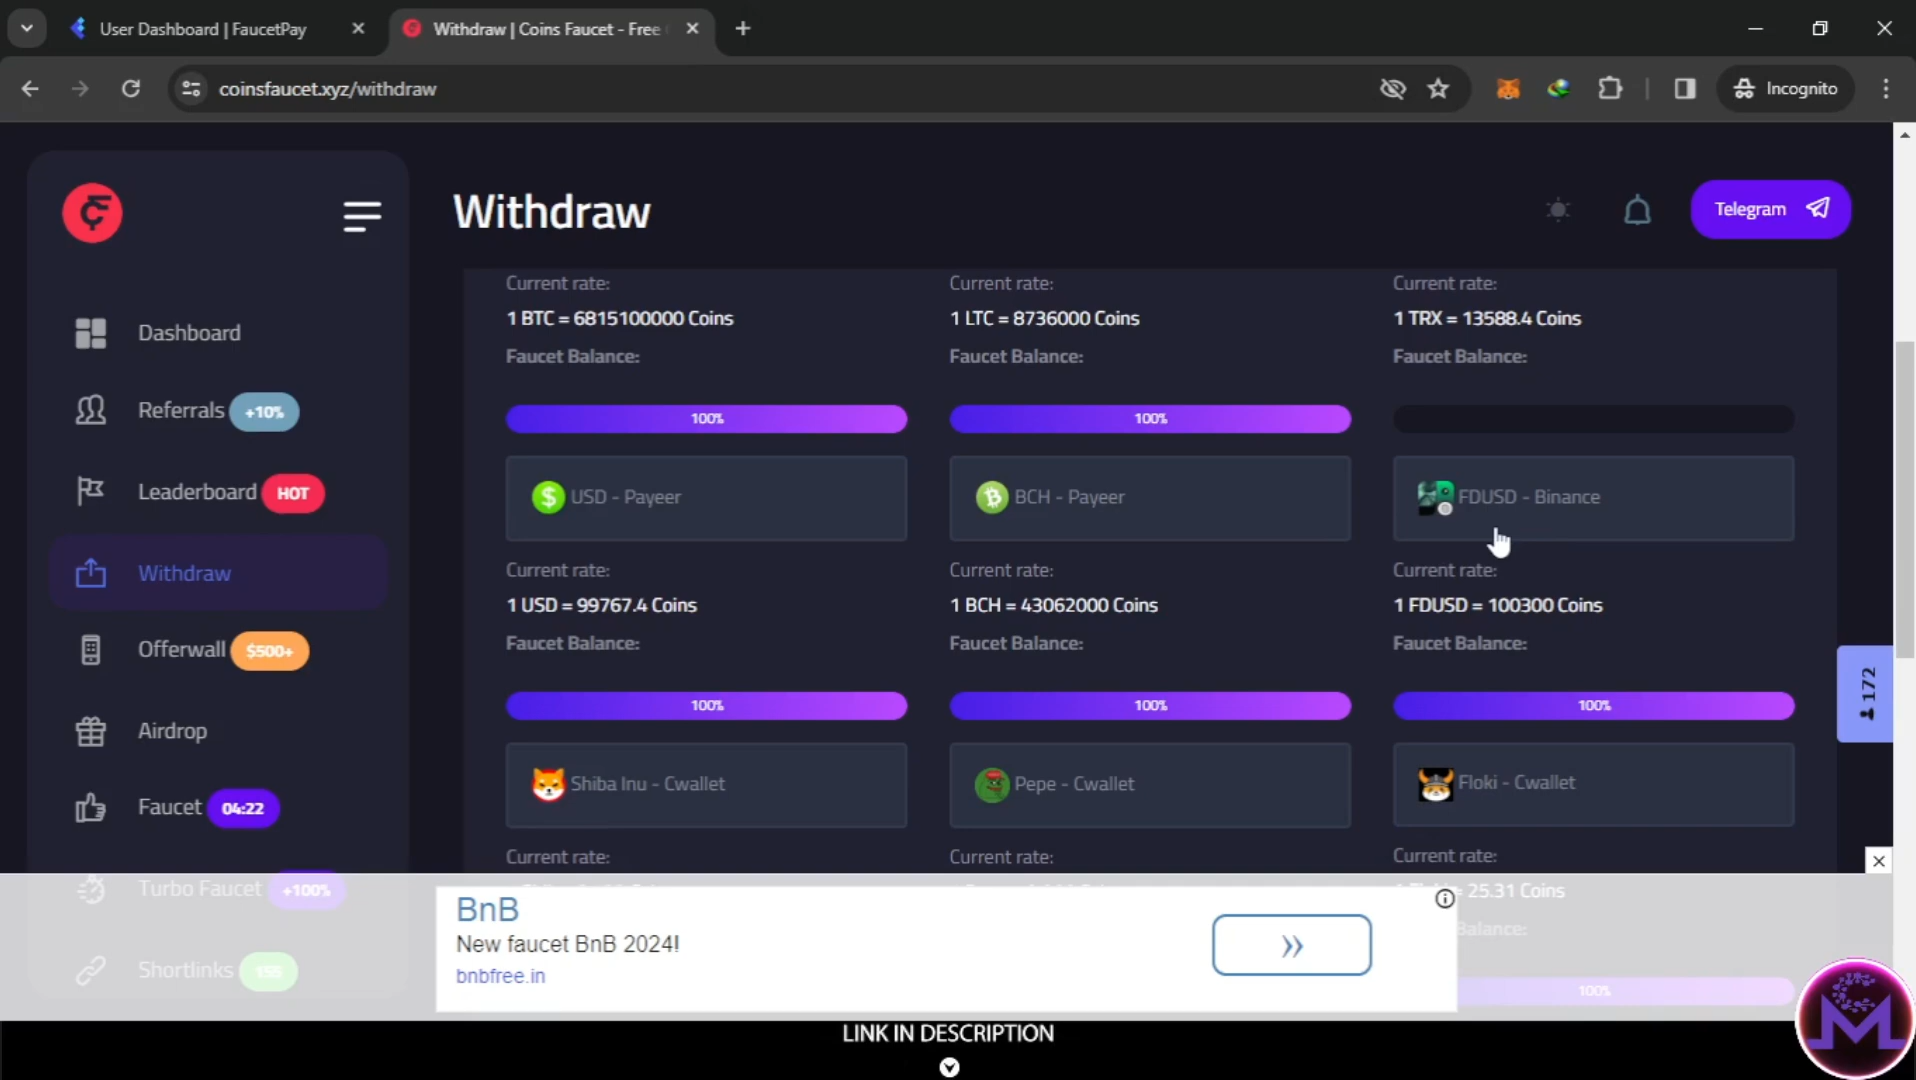 User Dashboard | FaucetPay
Withdraw | Coins Faucet - Free
coinsfaucet.xyz/withdraw
Incognito
Withdraw
Telegram
Dashboard
Referrals +10%
Leaderboard HOT
Withdraw
Offerwall $500+
Airdrop
Faucet 04:22
Turbo Faucet +100%
Shortlinks 155
Current rate: Current rate: Current rate:
1 BTC = 6815100000 Coins 1 LTC = 8736000 Coins 1 TRX = 13588.4 Coins
Faucet Balance: Faucet Balance: Faucet Balance:
100% 100%
USD - Payeer BCH - Payeer FDUSD - Binance
Current rate: Current rate: Current rate:
1 USD = 99767.4 Coins 1 BCH = 43062000 Coins 1 FDUSD = 100300 Coins
Faucet Balance: Faucet Balance: Faucet Balance:
100% 100% 100%
Shiba Inu - Cwallet Pepe - Cwallet Floki - Cwallet
Current rate: Current rate: Current rate:
= 25.31 Coins
Balance:
100%
172
BnB
New faucet BnB 2024!
bnbfree.in
LINK IN DESCRIPTION